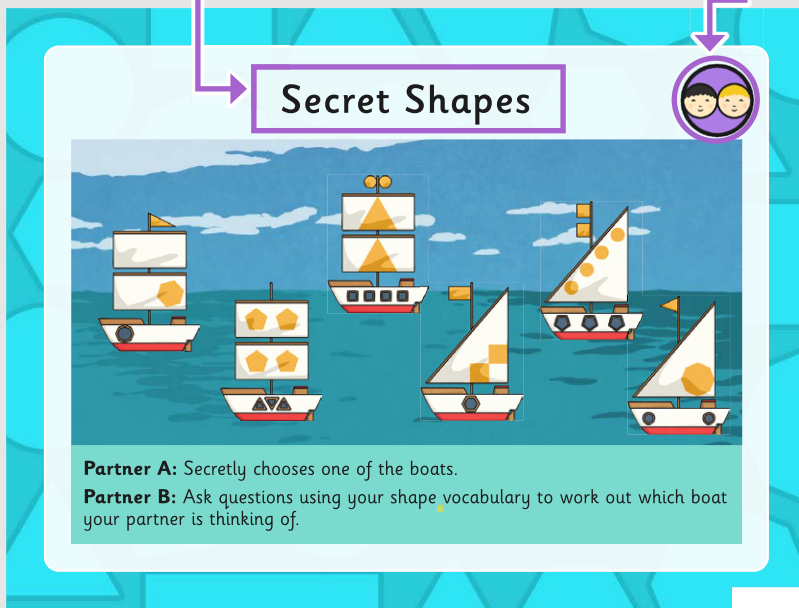 Secret Shapes
Partner A: Secretly chooses one of the boats.
Partner B: Ask questions using your shape vocabulary to work out which boat
your partner is thinking of.